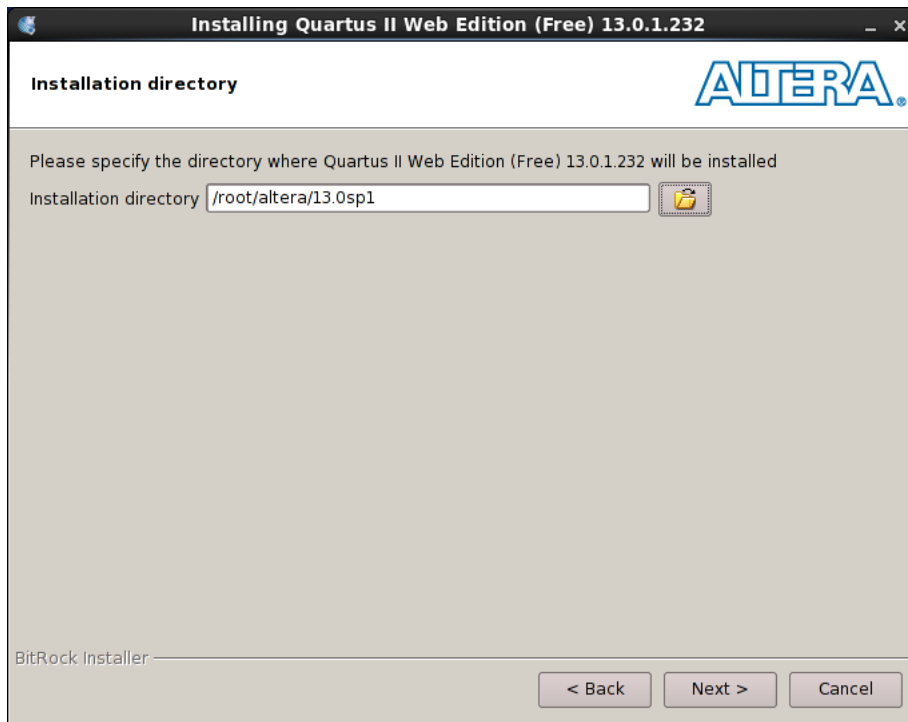 Installing Quartus II Web Edition (Free) 13.0.1.232
Installation directory
ALTERA®
Please specify the directory where Quartus II Web Edition (Free) 13.0.1.232 will be installed
Installation directory /root/altera/13.0sp1
BitRock Installer
< Back Next > Cancel